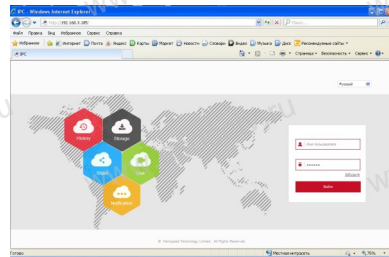 IPC - Windows Internet Explorer
Файл Правка Вид Избранное Сервис Справка
Избранное Интернет Почта Яндекс Карты Маркет Новости Словари Видео Музыка Диск Рекомендуемые сайты
IPC Страница Безопасность Сервис
Русский
History Storage
Share
Notification
Имя пользователя
Войти
Технология
Готово Местная интрасеть 75%